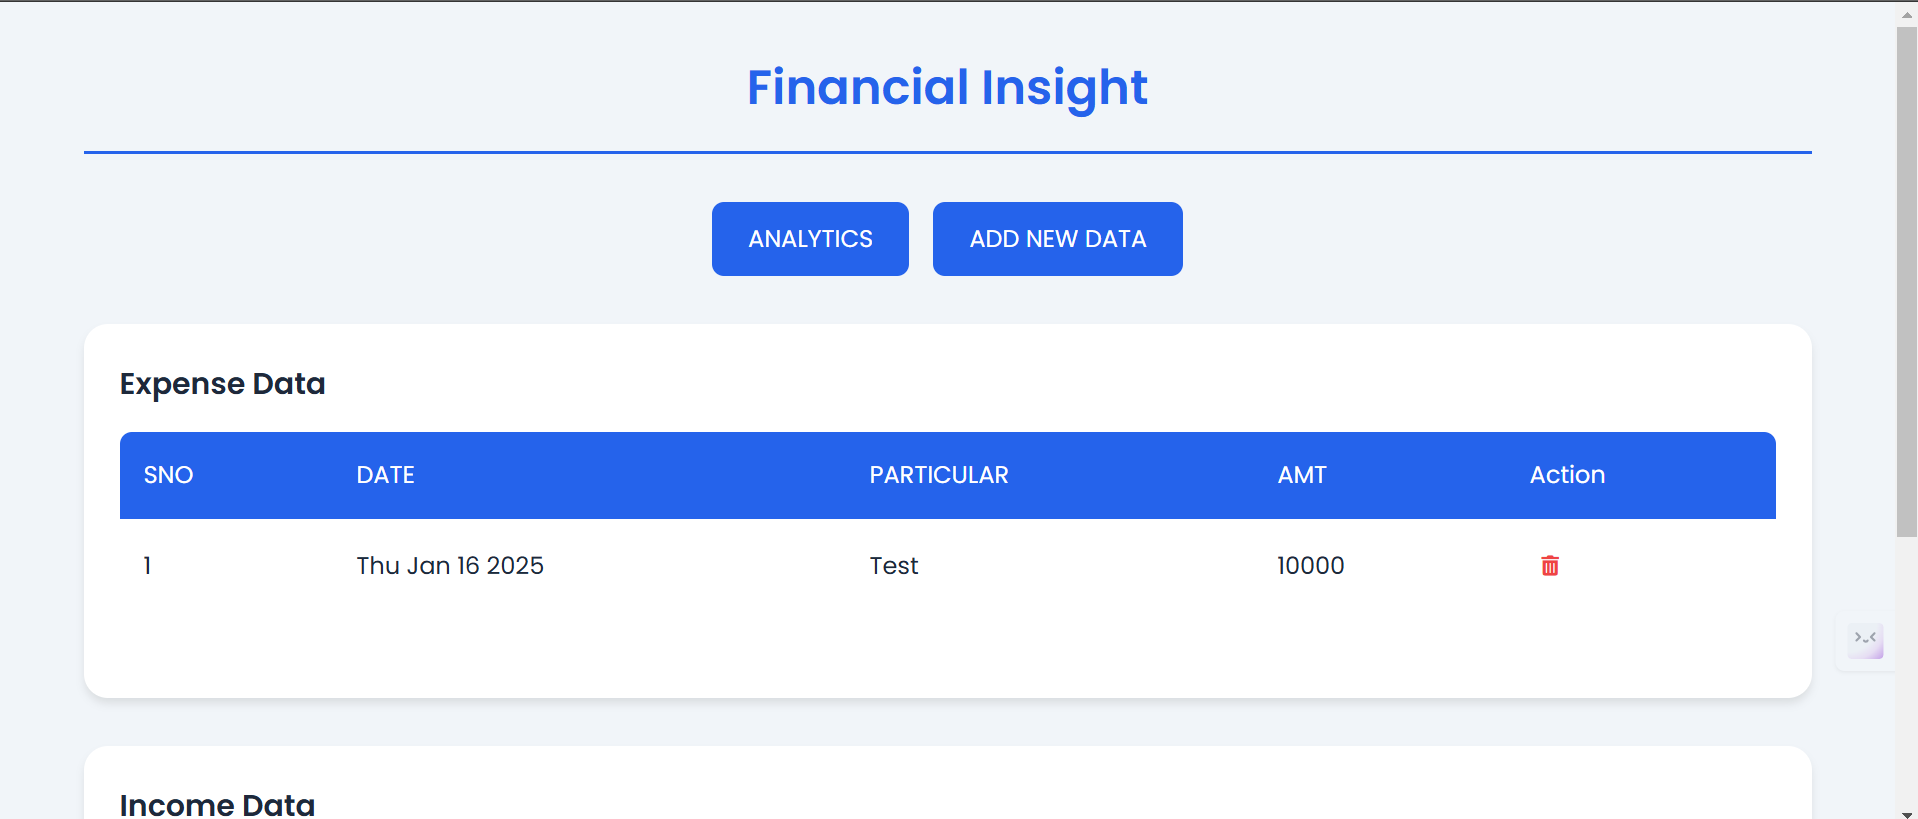 Financial Insight
ANALYTICS ADD NEW DATA
Expense Data
SNO DATE PARTICULAR AMT Action
1 Thu Jan 16 2025 Test 10000
Income Data